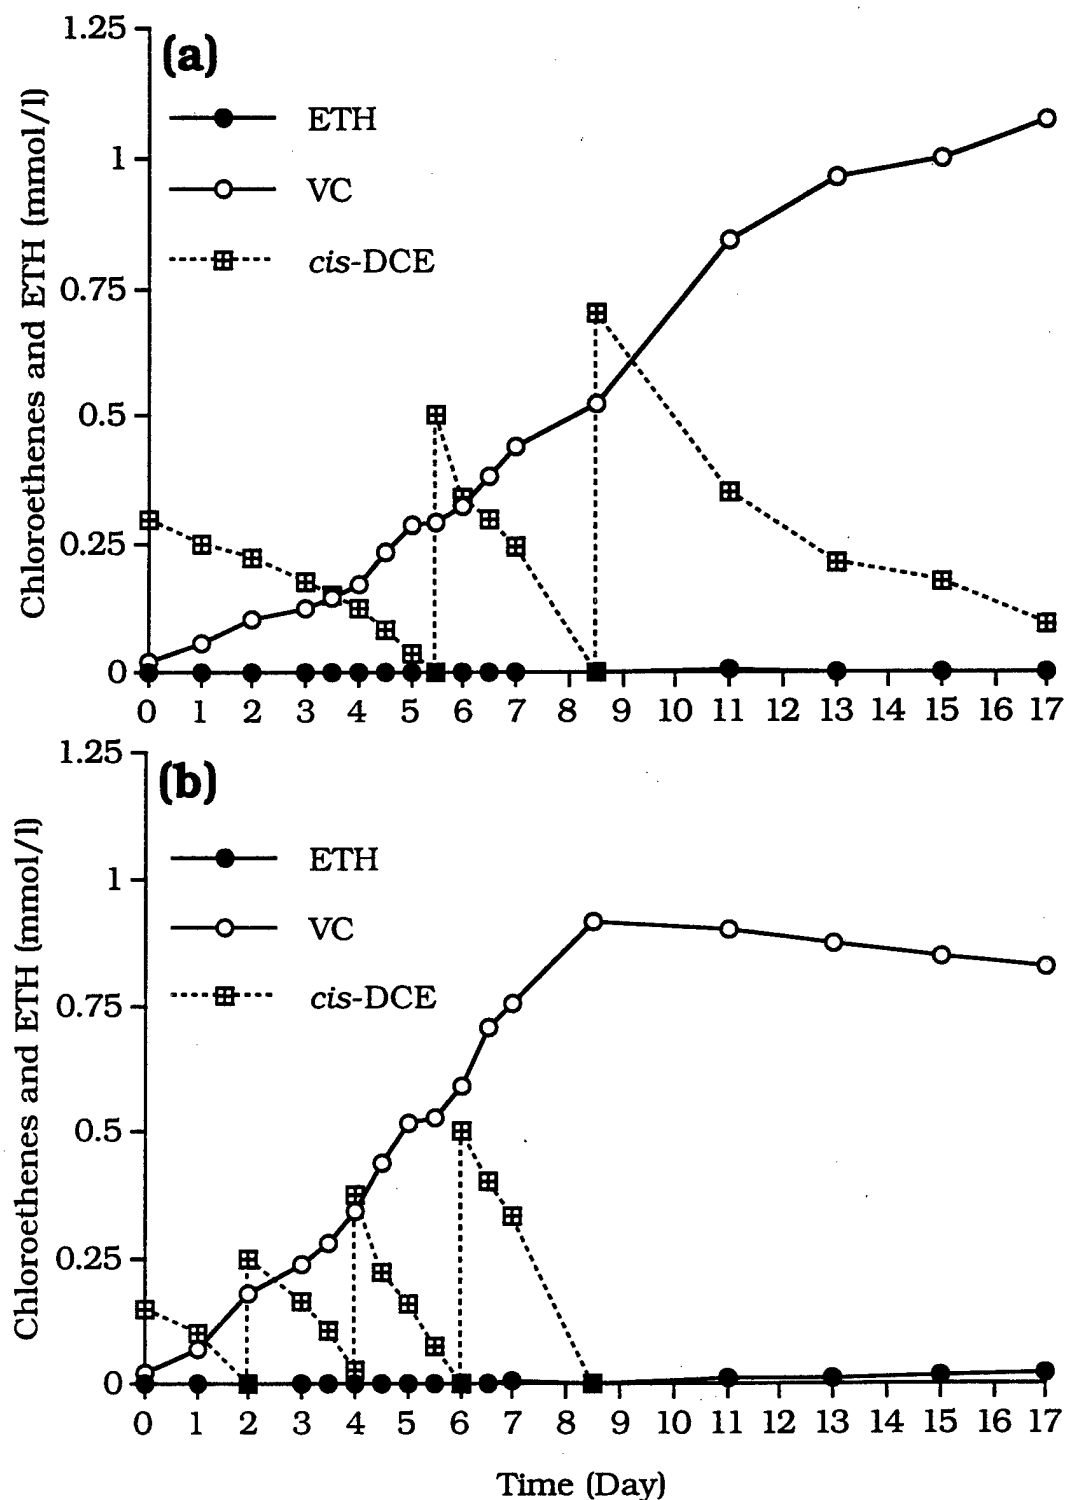 1.25
(a)
ETH
1
VC
cis-DCE
0.75
0.5
0.25
0
0 1 2 3 4 5 6 7 8 9 10 11 12 13 14 15 16 17
Chloroethenes and ETH (mmol/l)
1.25
(b)
ETH
1
VC
cis-DCE
0.75
0.5
0.25
0
0 1 2 3 4 5 6 7 8 9 10 11 12 13 14 15 16 17
Chloroethenes and ETH (mmol/l)
Time (Day)